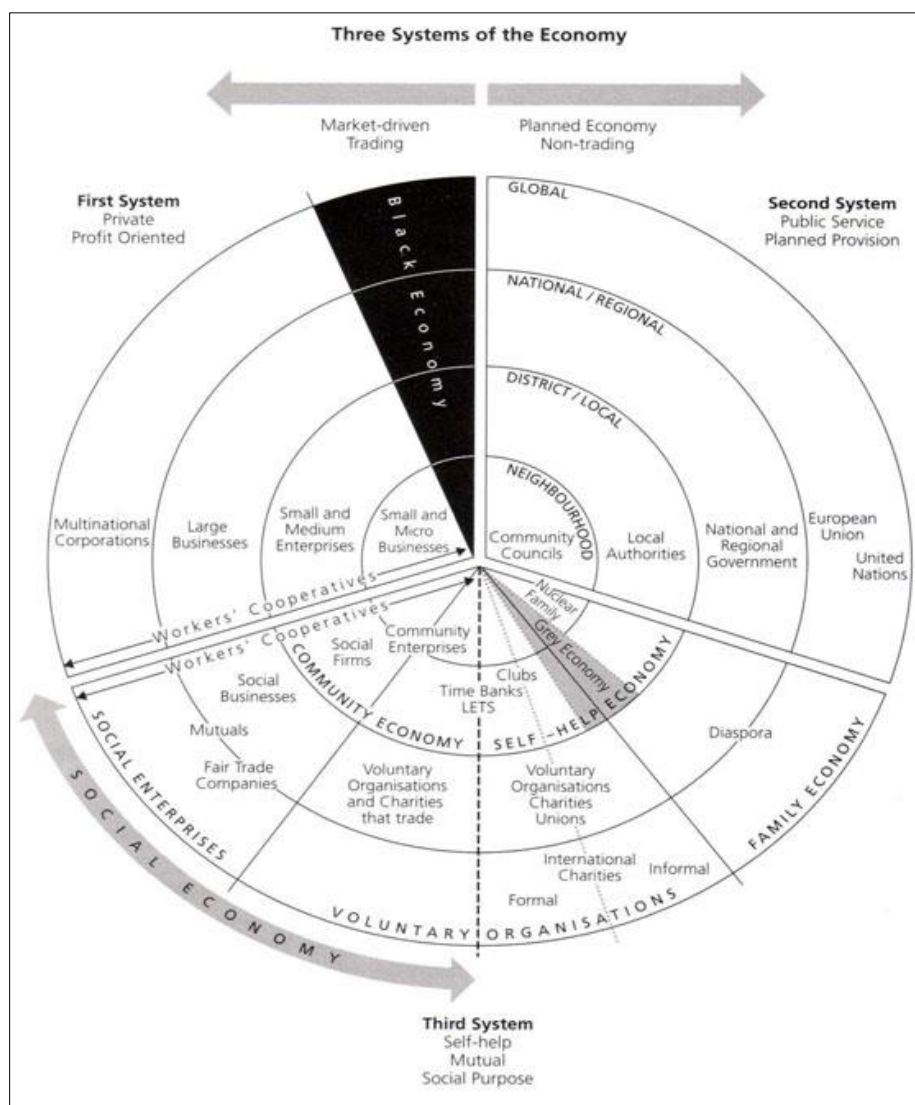 Three Systems of the Economy
Market-driven
Trading
Planned Economy
Non-trading
First System
Private
Profit Oriented
Second System
Public Service
Planned Provision
Black Economy
GLOBAL
NATIONAL / REGIONAL
DISTRICT / LOCAL
NEIGHBOURHOOD
Multinational
Corporations
Large
Businesses
Small and
Medium
Enterprises
Small and
Micro
Businesses
Community
Councils
Local
Authorities
National and
Regional
Government
European
Union
United
Nations
Workers' Cooperatives
Workers' Cooperatives
Nuclear
Family
Grey Economy
Community
Enterprises
Social
Firms
Social
Businesses
Mutuals
Fair Trade
Companies
COMMUNITY ECONOMY
SELF-HELP ECONOMY
Clubs
Time Banks
LETS
Diaspora
Voluntary
Organisations
and Charities
that trade
Voluntary
Organisations
Charities
Unions
International
Charities
Informal
Formal
SOCIAL ENTERPRISES
VOLUNTARY ORGANISATIONS
FAMILY ECONOMY
SOCIAL ECONOMY
Third System
Self-help
Mutual
Social Purpose